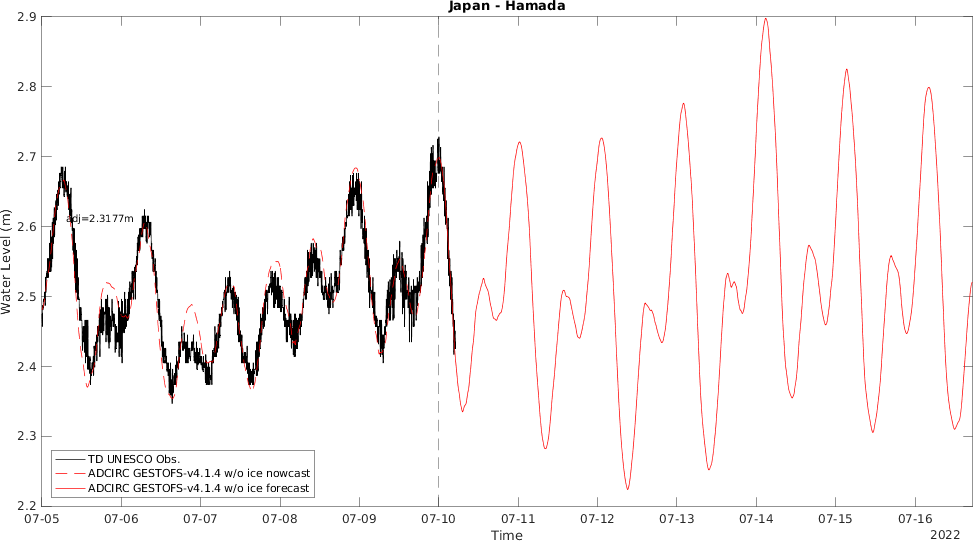 Japan - Hamada
Water Level (m)
2.9
2.8
2.7
2.6
2.5
2.4
2.3
2.2
adj=2.3177m
TD UNESCO Obs.
ADCIRC GESTOFS-v4.1.4 w/o ice nowcast
ADCIRC GESTOFS-v4.1.4 w/o ice forecast
07-05 07-06 07-07 07-08 07-09 07-10 07-11 07-12 07-13 07-14 07-15 07-16
Time
2022